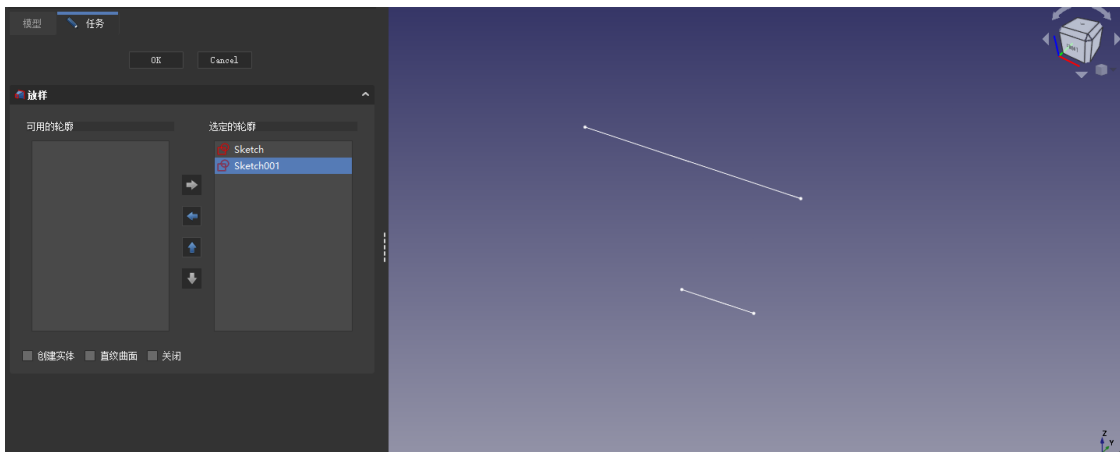 模型
任务
OK
Cancel
放样
可用的轮廓
选定的轮廓
Sketch
Sketch001
创建实体
直纹曲面
关闭
Z
Y